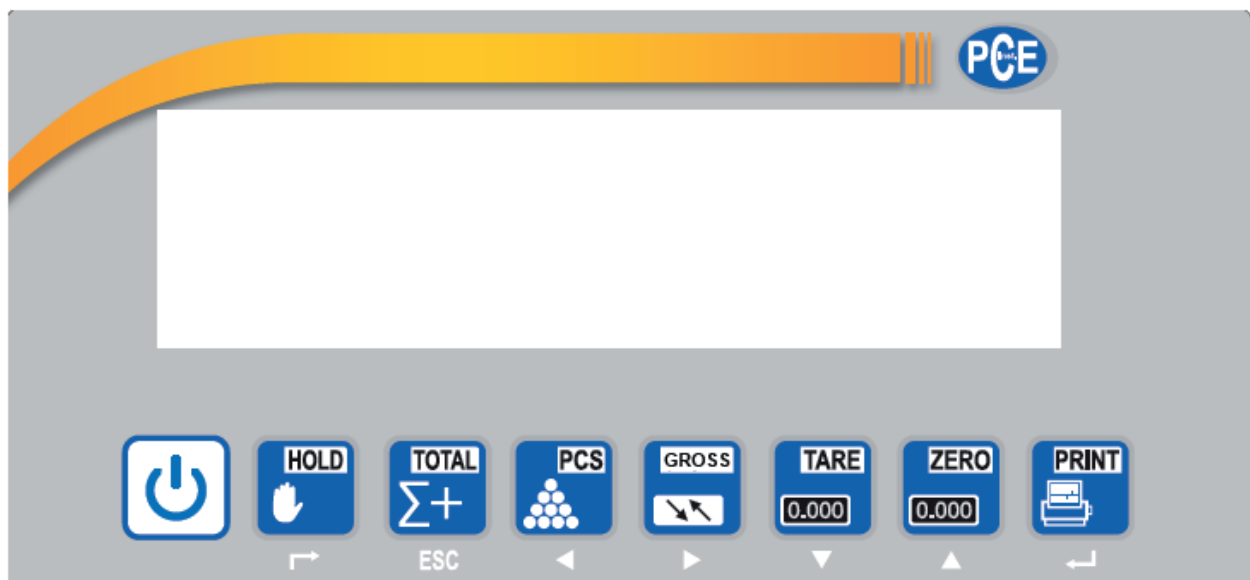 PCE
HOLD TOTAL PCS GROSS TARE ZERO PRINT
0.000 0.000
ESC